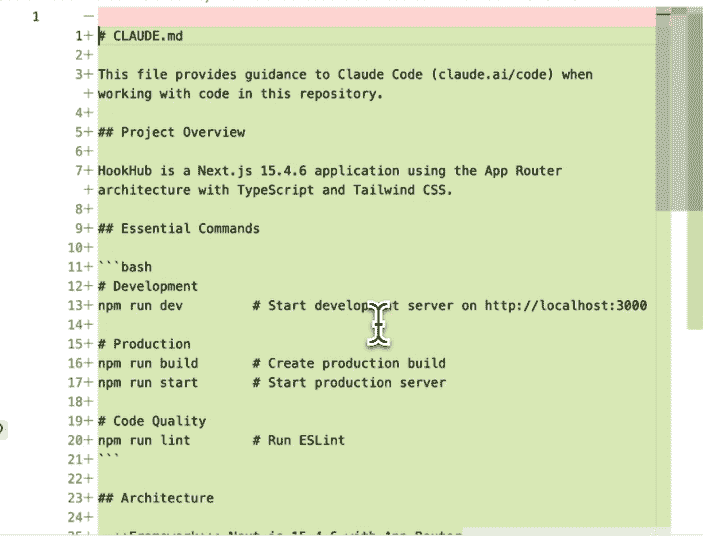 1 —
1+ # CLAUDE.md
2+
3+ This file provides guidance to Claude Code (claude.ai/code) when
+ working with code in this repository.
4+
5+ ## Project Overview
6+
7+ HookHub is a Next.js 15.4.6 application using the App Router
+ architecture with TypeScript and Tailwind CSS.
8+
9+ ## Essential Commands
10+
11+ ```bash
12+ # Development
13+ npm run dev # Start development server on http://localhost:3000
14+
15+ # Production
16+ npm run build # Create production build
17+ npm run start # Start production server
18+
19+ # Code Quality
20+ npm run lint # Run ESLint
21+ ```
22+
23+ ## Architecture
24+